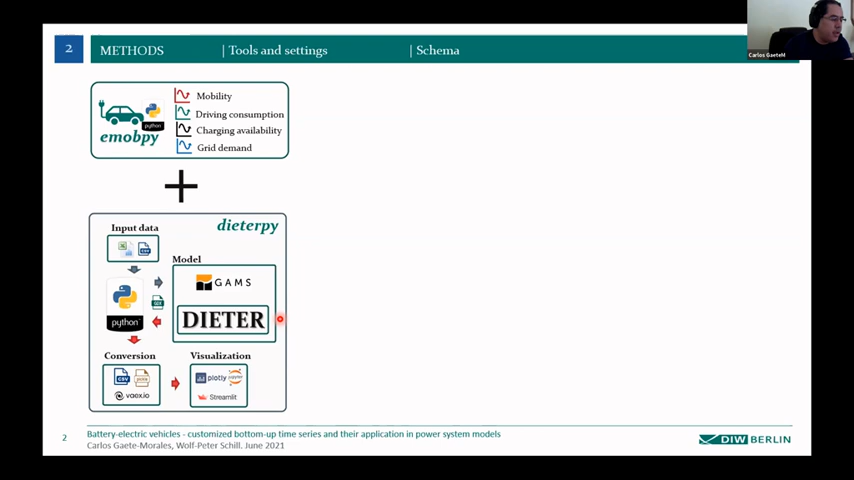 2 METHODS | Tools and settings | Schema
Carlos GaeteM
Mobility
Driving consumption
python
Charging availability
emobpy
Grid demand
dieterpy
Input data
Model
GAMS
python
DIETER
Conversion Visualization
plotly jupyter
vaex.io
Streamlit
2 Battery-electric vehicles - customized bottom-up time series and their application in power system models
Carlos Gaete-Morales, Wolf-Peter Schill. June 2021
DIW BERLIN